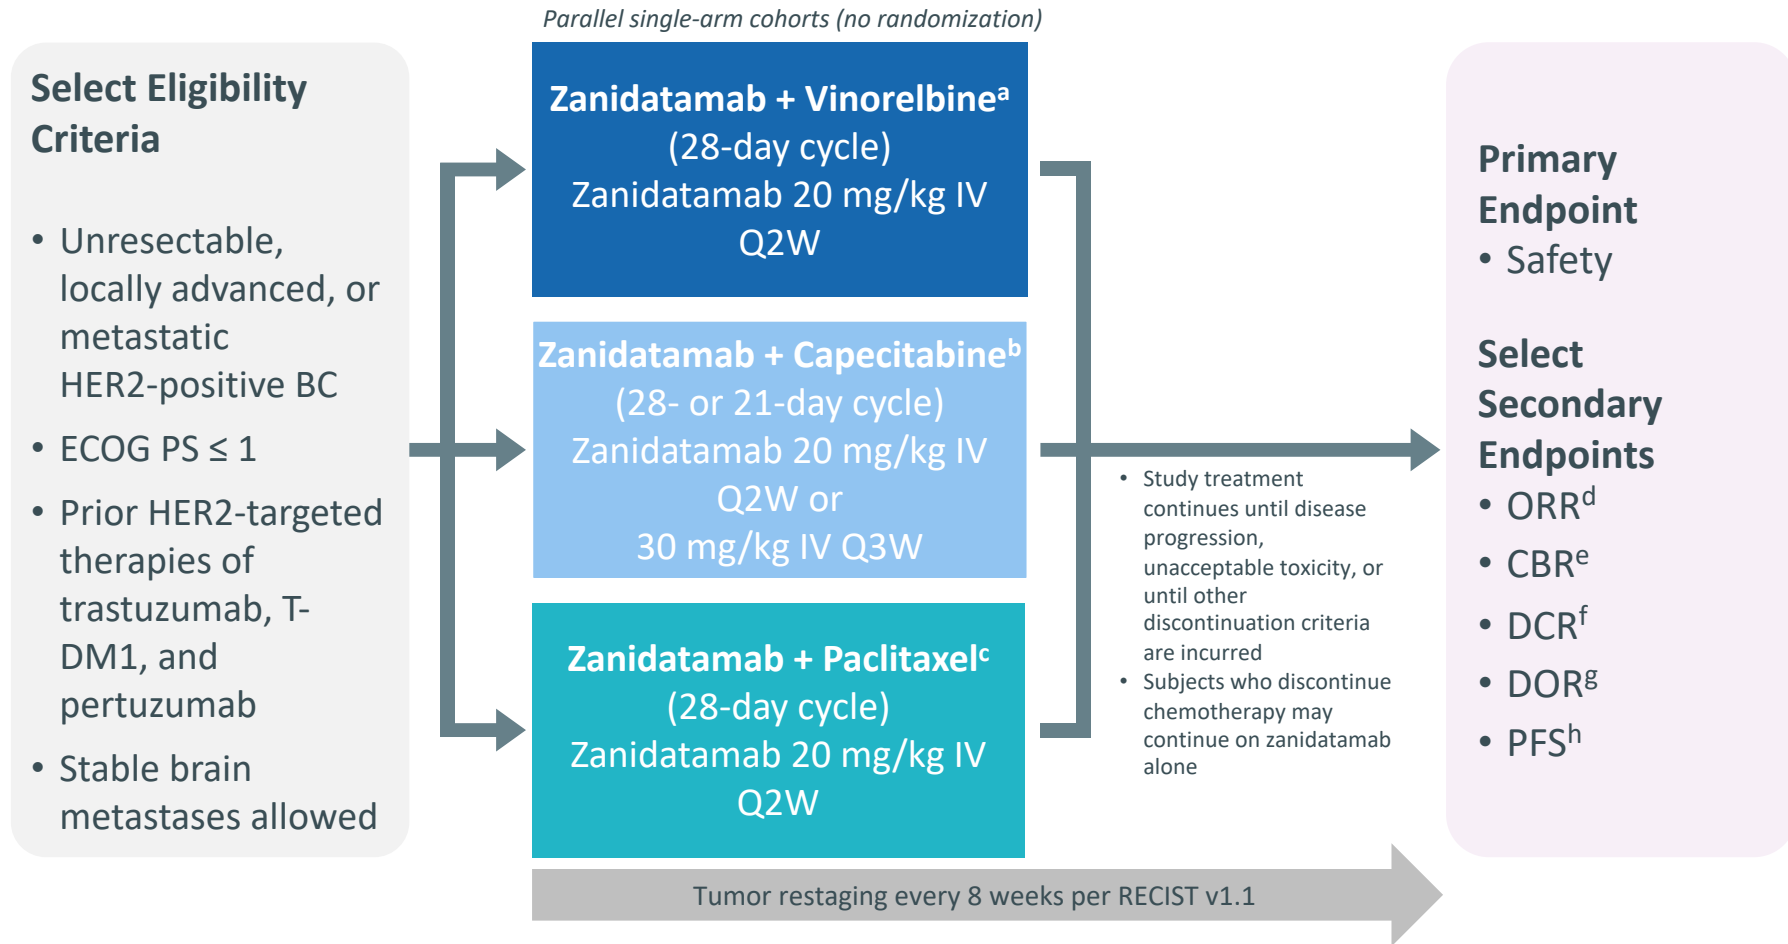 Parallel single-arm cohorts (no randomization)
Select Eligibility
Criteria
• Unresectable,
locally advanced, or
metastatic
HER2-positive BC
• ECOG PS ≤ 1
• Prior HER2-targeted
therapies of
trastuzumab, T-
DM1, and
pertuzumab
• Stable brain
metastases allowed
Zanidatamab + Vinorelbineᵃ
(28-day cycle)
Zanidatamab 20 mg/kg IV
Q2W
Zanidatamab + Capecitabineᵇ
(28- or 21-day cycle)
Zanidatamab 20 mg/kg IV
Q2W or
30 mg/kg IV Q3W
Zanidatamab + Paclitaxelᶜ
(28-day cycle)
Zanidatamab 20 mg/kg IV
Q2W
• Study treatment
continues until disease
progression,
unacceptable toxicity, or
until other
discontinuation criteria
are incurred
• Subjects who discontinue
chemotherapy may
continue on zanidatamab
alone
Tumor restaging every 8 weeks per RECIST v1.1
Primary
Endpoint
• Safety
Select
Secondary
Endpoints
• ORRᵈ
• CBRᵉ
• DCRᶠ
• DORᵍ
• PFSʰ